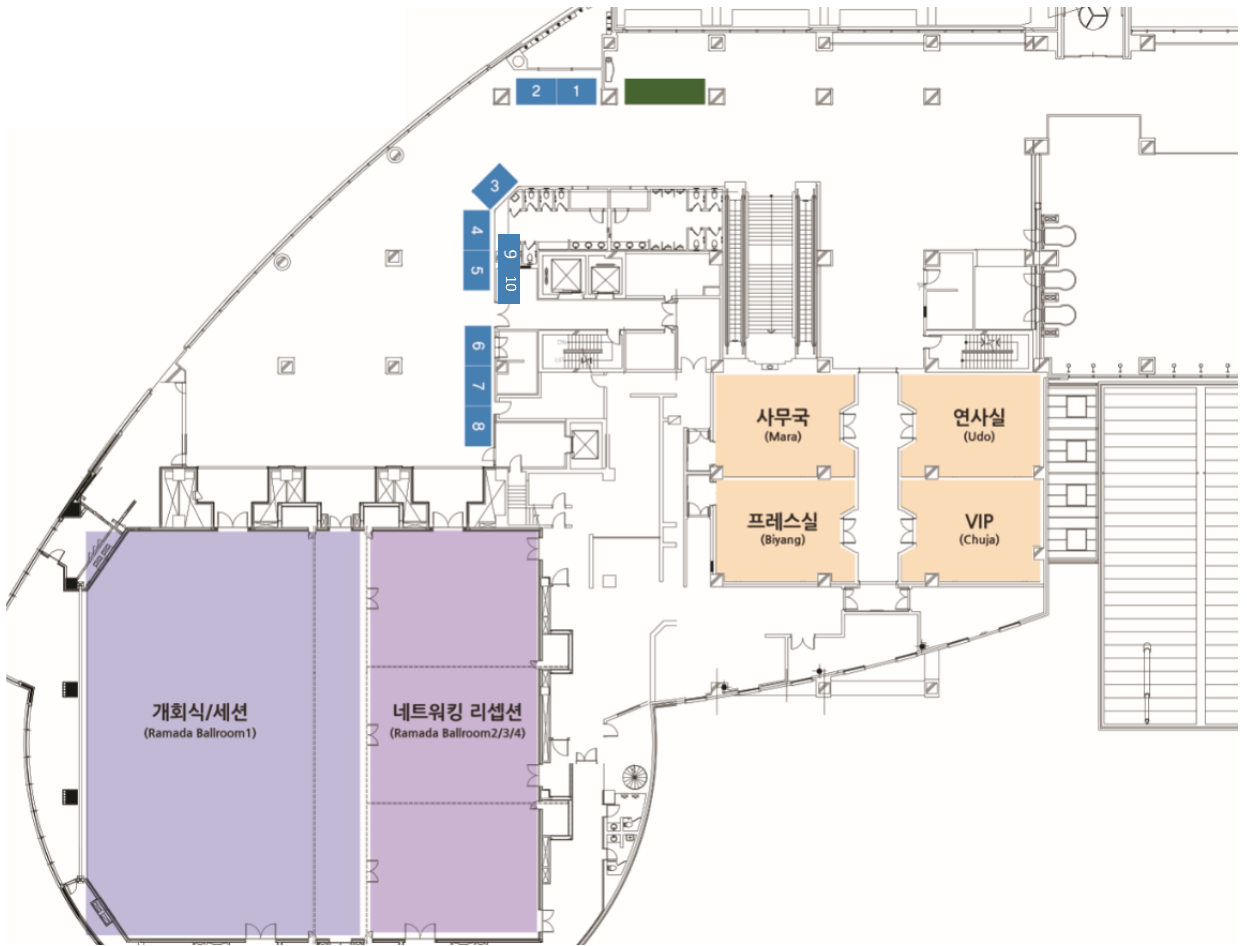 2 1
3
4
9
5
10
6
7
8
사무국
(Mara)
연사실
(Udo)
프레스실
(Biyang)
VIP
(Chuja)
개회식/세션
(Ramada Ballroom1)
네트워킹 리셉션
(Ramada Ballroom2/3/4)